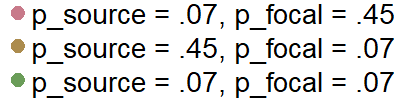 p_source = .07, p_focal = .45
p_source = .45, p_focal = .07
p_source = .07, p_focal = .07